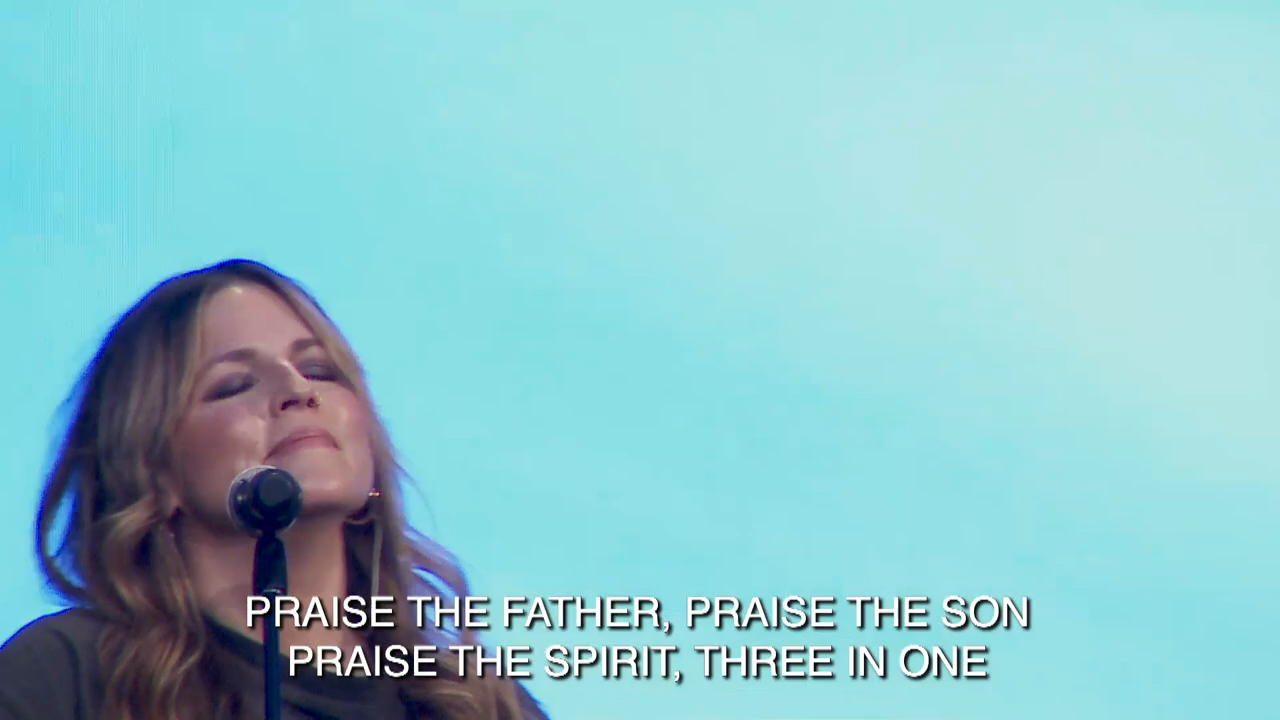 PRAISE THE FATHER, PRAISE THE SON
PRAISE THE SPIRIT, THREE IN ONE